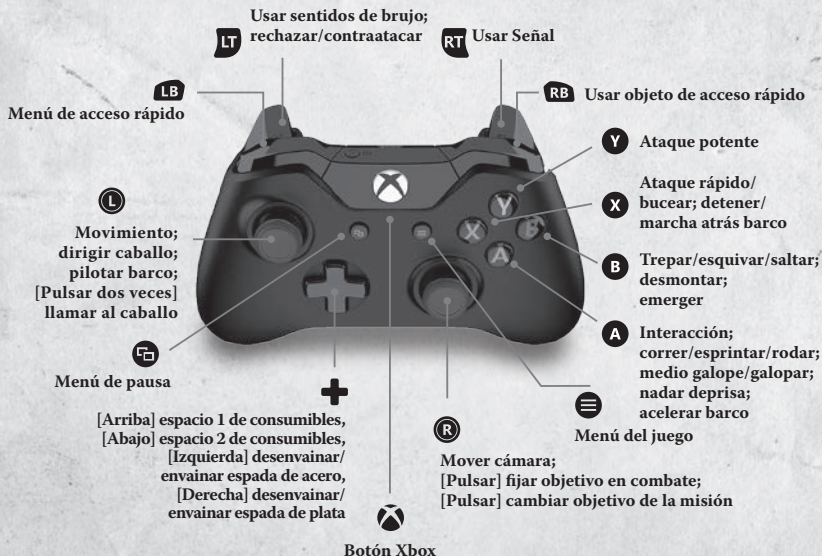 Usar sentidos de brujo;
rechazar/contraatacar
LT
RT Usar Señal
LB
Menú de acceso rápido
RB Usar objeto de acceso rápido
Y Ataque potente
Ataque rápido/
X bucear; detener/
marcha atrás barco
B Trepar/esquivar/saltar;
desmontar;
emerger
A Interacción;
correr/esprintar/rodar;
medio galope/galopar;
nadar deprisa;
acelerar barco
L
Movimiento;
dirigir caballo;
pilotar barco;
[Pulsar dos veces]
llamar al caballo
Y
X
B
A
Menú de pausa
Menú del juego
[Arriba] espacio 1 de consumibles,
[Abajo] espacio 2 de consumibles,
[Izquierda] desenvainar/
envainar espada de acero,
[Derecha] desenvainar/
envainar espada de plata
R
Mover cámara;
[Pulsar] fijar objetivo en combate;
[Pulsar] cambiar objetivo de la misión
Botón Xbox